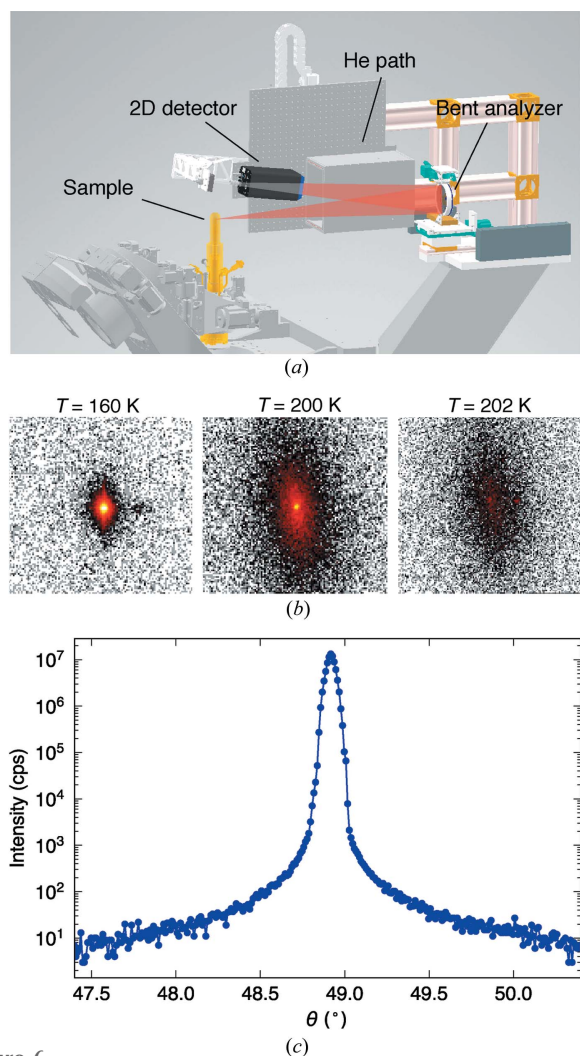 He path
2D detector
Bent analyzer
Sample
(a)
T = 160 K
T = 200 K
T = 202 K
(b)
10⁷
10⁶
10⁵
10⁴
10³
10²
10¹
Intensity (cps)
47.5
48.0
48.5
49.0
49.5
50.0
θ (°)
(c)